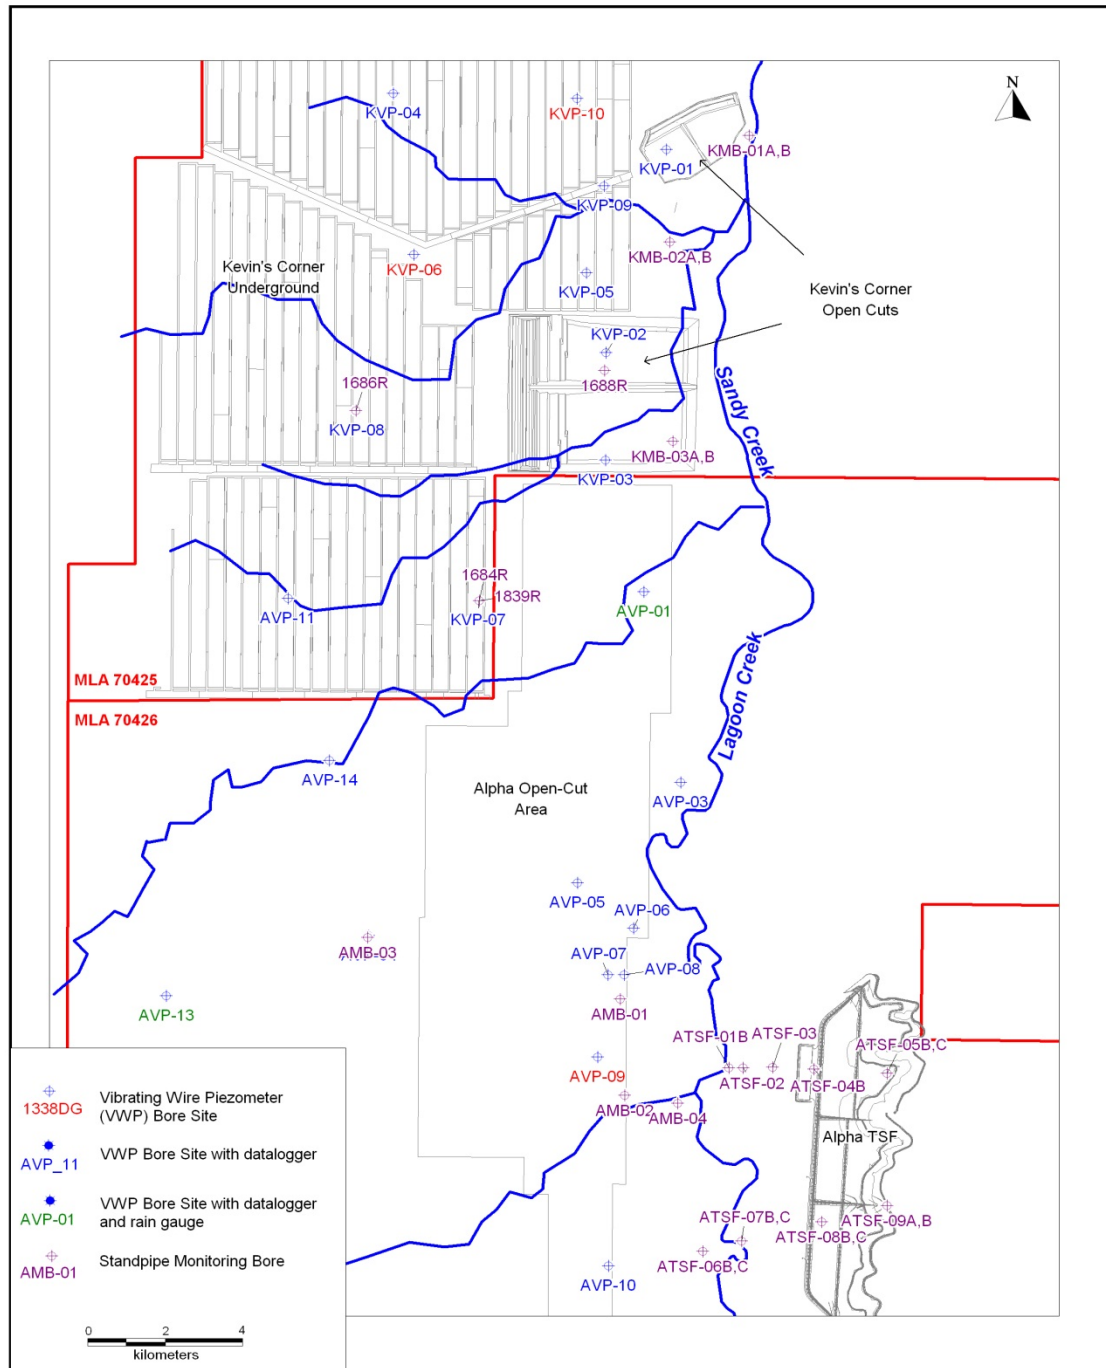 N
KVP-04
KVP-10
KMB-01A,B
KVP-01
KVP-09
KMB-02A,B
KVP-06
Kevin's Corner
Underground
KVP-05
Kevin's Corner
Open Cuts
KVP-02
1686R
1688R
Sandy Creek
KVP-08
KMB-03A,B
KVP-03
1684R
1839R
AVP-11
KVP-07
AVP-01
MLA 70425
MLA 70426
Lagoon Creek
AVP-14
Alpha Open-Cut
Area
AVP-03
AVP-05
AVP-06
AMB-03
AVP-07
AVP-08
AVP-13
AMB-01
ATSF-01B
ATSF-03
ATSF-05B,C
AVP-09
ATSF-02
ATSF-04B
AMB-02
AMB-04
Alpha TSF
ATSF-07B,C
ATSF-09A,B
ATSF-08B,C
ATSF-06B,C
AVP-10
1338DG
Vibrating Wire Piezometer
(VWP) Bore Site
AVP_11
VWP Bore Site with datalogger
AVP-01
VWP Bore Site with datalogger
and rain gauge
AMB-01
Standpipe Monitoring Bore
0 2 4
kilometers